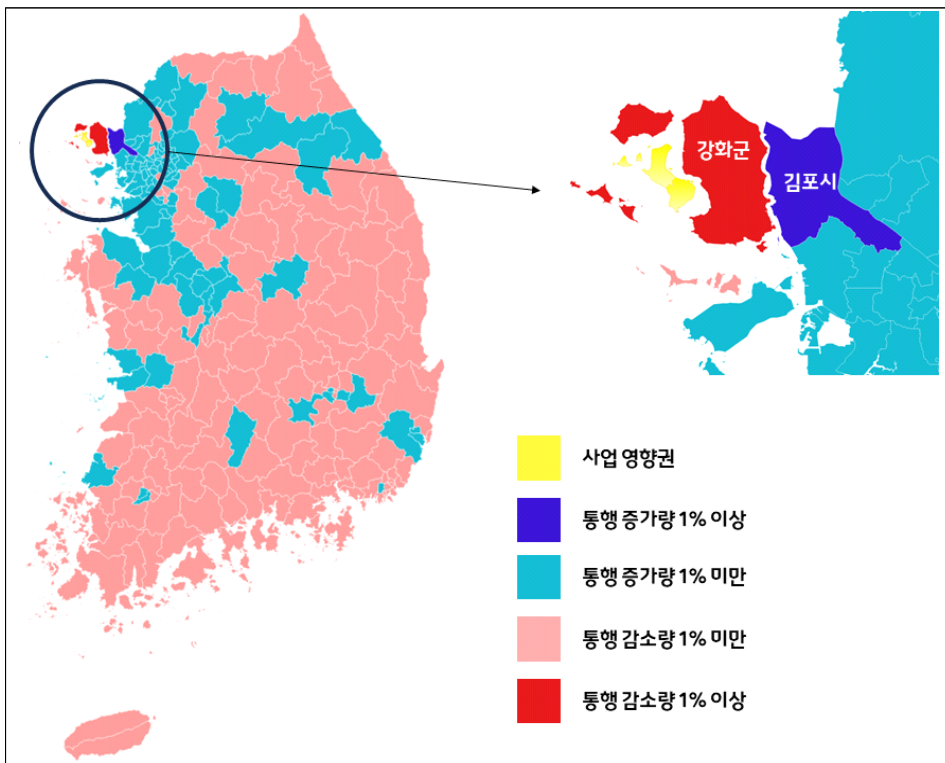 강화군
김포시
사업 영향권
통행 증가량 1% 이상
통행 증가량 1% 미만
통행 감소량 1% 미만
통행 감소량 1% 이상